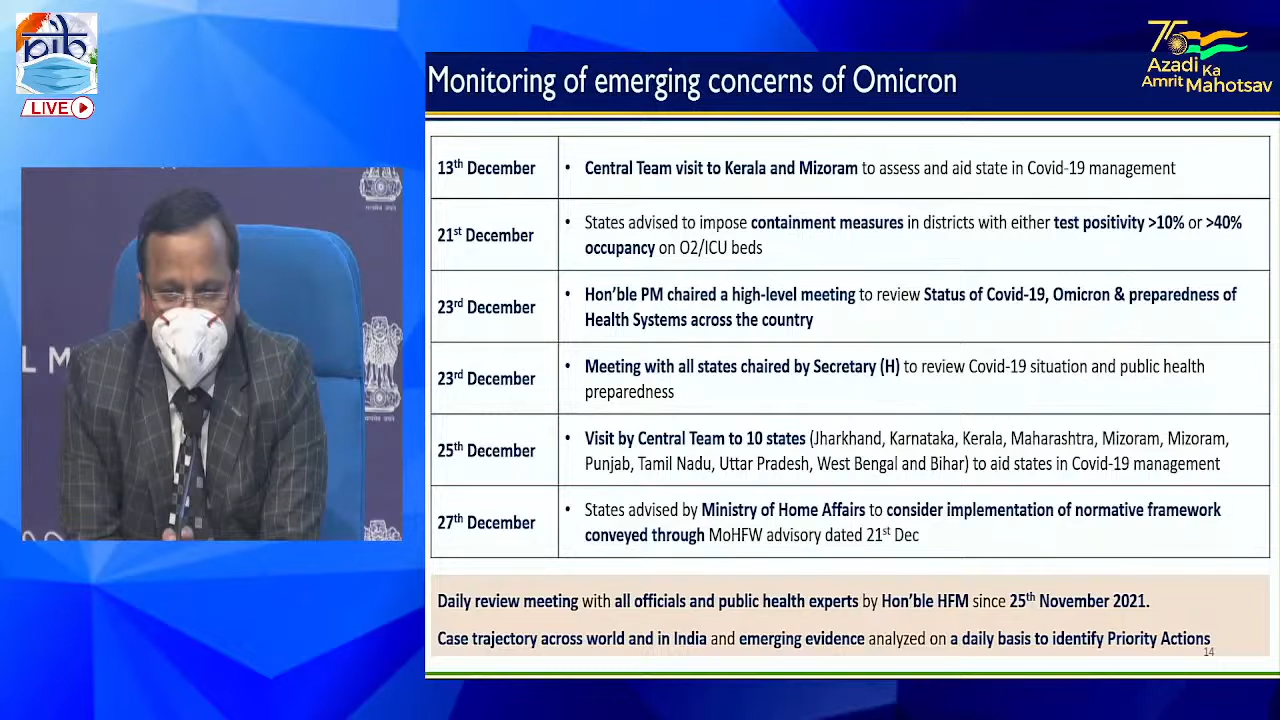 pib
LIVE
75
Azadi Ka
Amrit Mahotsav
Monitoring of emerging concerns of Omicron
13th December
• Central Team visit to Kerala and Mizoram to assess and aid state in Covid-19 management
21st December
• States advised to impose containment measures in districts with either test positivity >10% or >40%
occupancy on O2/ICU beds
23rd December
• Hon'ble PM chaired a high-level meeting to review Status of Covid-19, Omicron & preparedness of
Health Systems across the country
23rd December
• Meeting with all states chaired by Secretary (H) to review Covid-19 situation and public health
preparedness
25th December
• Visit by Central Team to 10 states (Jharkhand, Karnataka, Kerala, Maharashtra, Mizoram, Mizoram,
Punjab, Tamil Nadu, Uttar Pradesh, West Bengal and Bihar) to aid states in Covid-19 management
27th December
• States advised by Ministry of Home Affairs to consider implementation of normative framework
conveyed through MoHFW advisory dated 21st Dec
Daily review meeting with all officials and public health experts by Hon'ble HFM since 25th November 2021.
Case trajectory across world and in India and emerging evidence analyzed on a daily basis to identify Priority Actions
14
L M